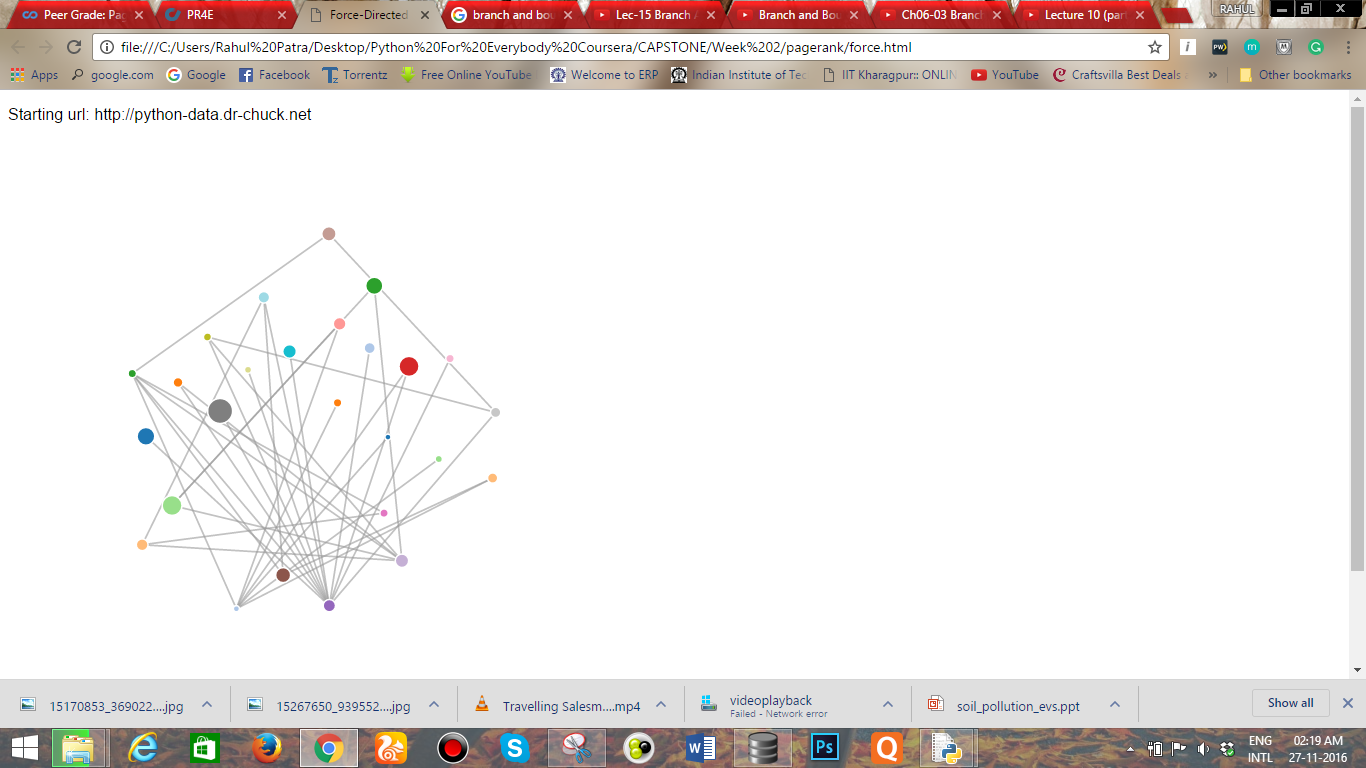 Peer Grade: Pag
PR4E
Force-Directed
branch and bou
Lec-15 Branch
Branch and Bou
Ch06-03 Branch
Lecture 10 (part
RAHUL
file:///C:/Users/Rahul%20Patra/Desktop/Python%20For%20Everybody%20Coursera/CAPSTONE/Week%202/pagerank/force.html
Apps
google.com
Google
Facebook
Torrentz
Free Online YouTube
Welcome to ERP
Indian Institute of Tec
IIT Kharagpur:: ONLIN
YouTube
Craftsvilla Best Deals
»
Other bookmarks
Starting url: http://python-data.dr-chuck.net
15170853_369022....jpg
15267650_939552....jpg
Travelling Salesm....mp4
videoplayback
Failed - Network error
soil_pollution_evs.ppt
Show all
ENG
INTL
02:19 AM
27-11-2016